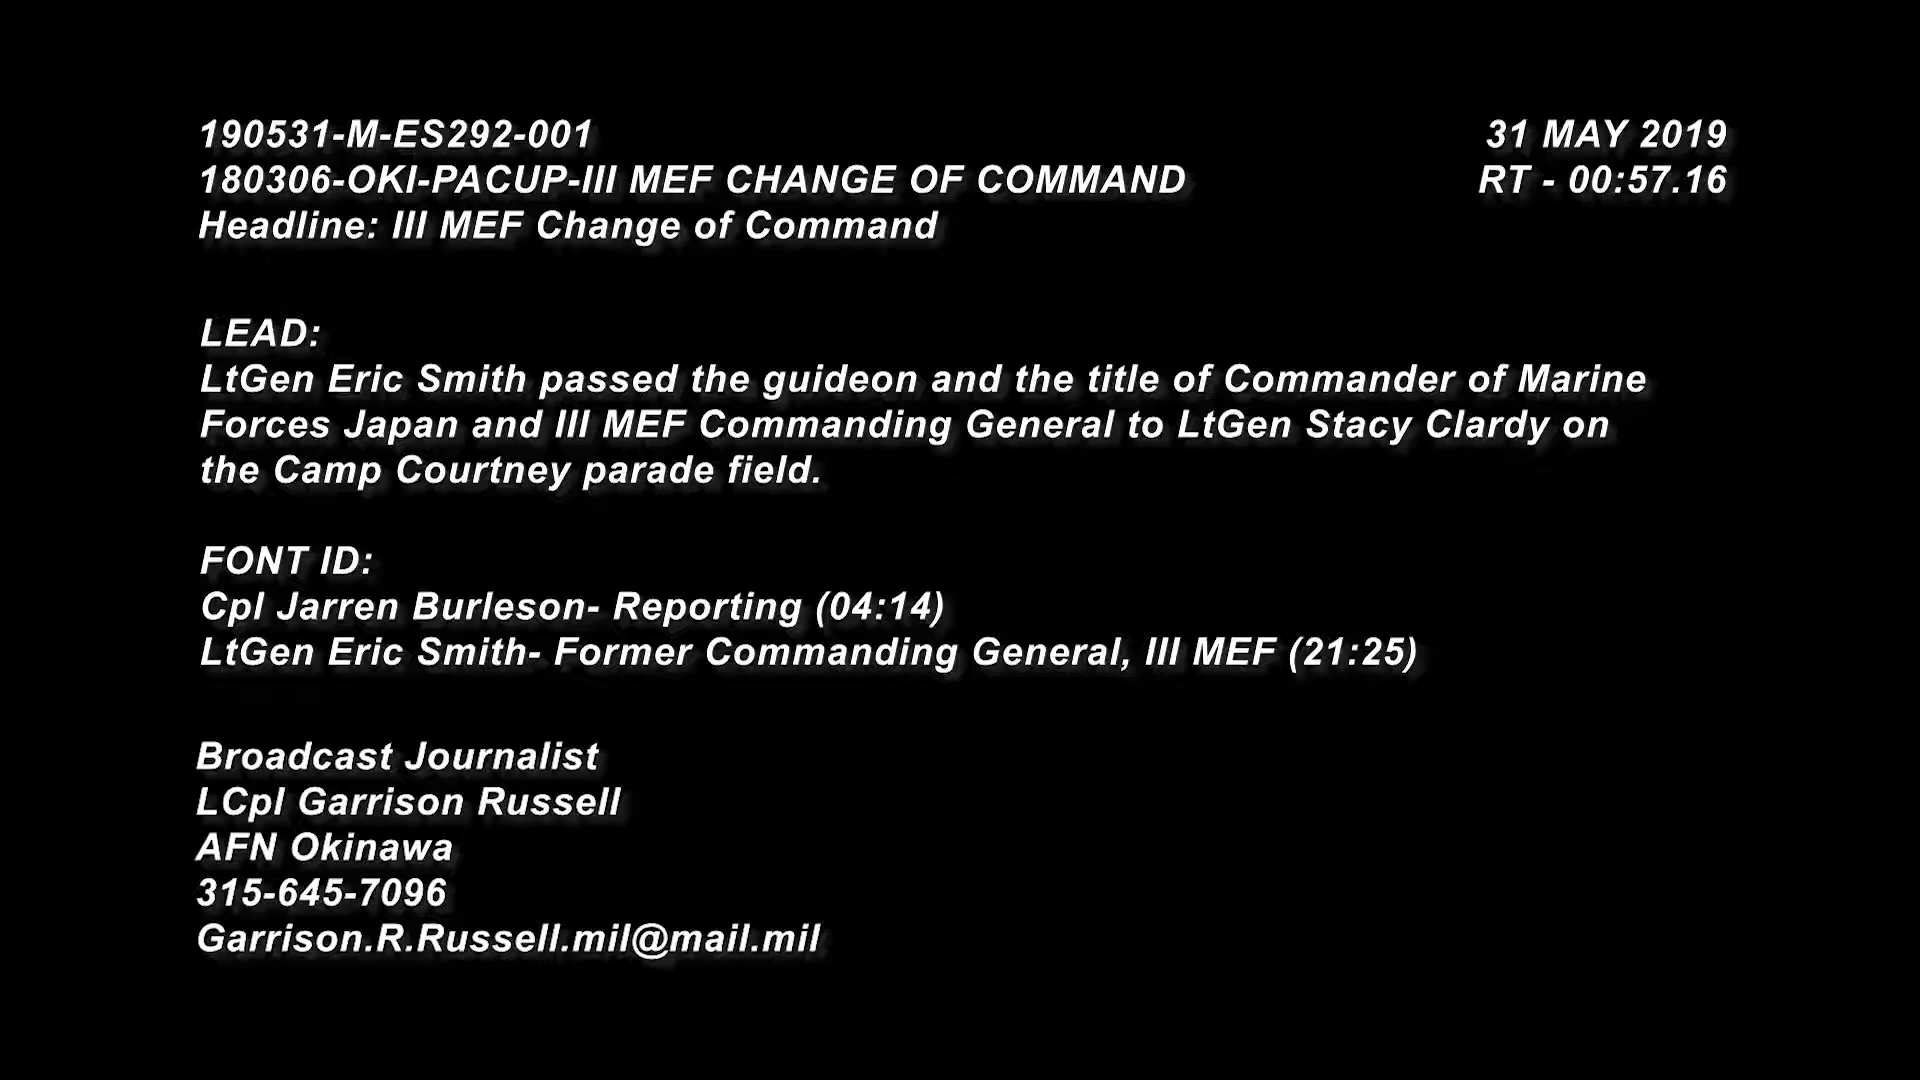 190531-M-ES292-001
31 MAY 2019
180306-OKI-PACUP-III MEF CHANGE OF COMMAND
RT - 00:57.16
Headline: III MEF Change of Command
LEAD:
LtGen Eric Smith passed the guideon and the title of Commander of Marine
Forces Japan and III MEF Commanding General to LtGen Stacy Clardy on
the Camp Courtney parade field.
FONT ID:
Cpl Jarren Burleson- Reporting (04:14)
LtGen Eric Smith- Former Commanding General, III MEF (21:25)
Broadcast Journalist
LCpl Garrison Russell
AFN Okinawa
315-645-7096
Garrison.R.Russell.mil@mail.mil